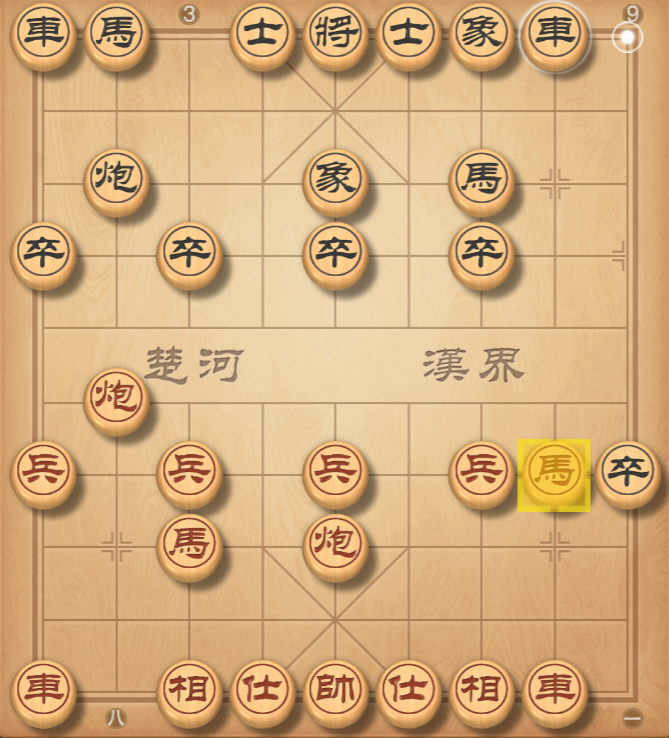 3 9
車 馬 士 將 士 象 車
炮 象 馬
卒 卒 卒 卒
楚河 漢界
炮
兵 兵 兵 兵 馬 卒
馬 炮
車 相 仕 帥 仕 相 車
八 一